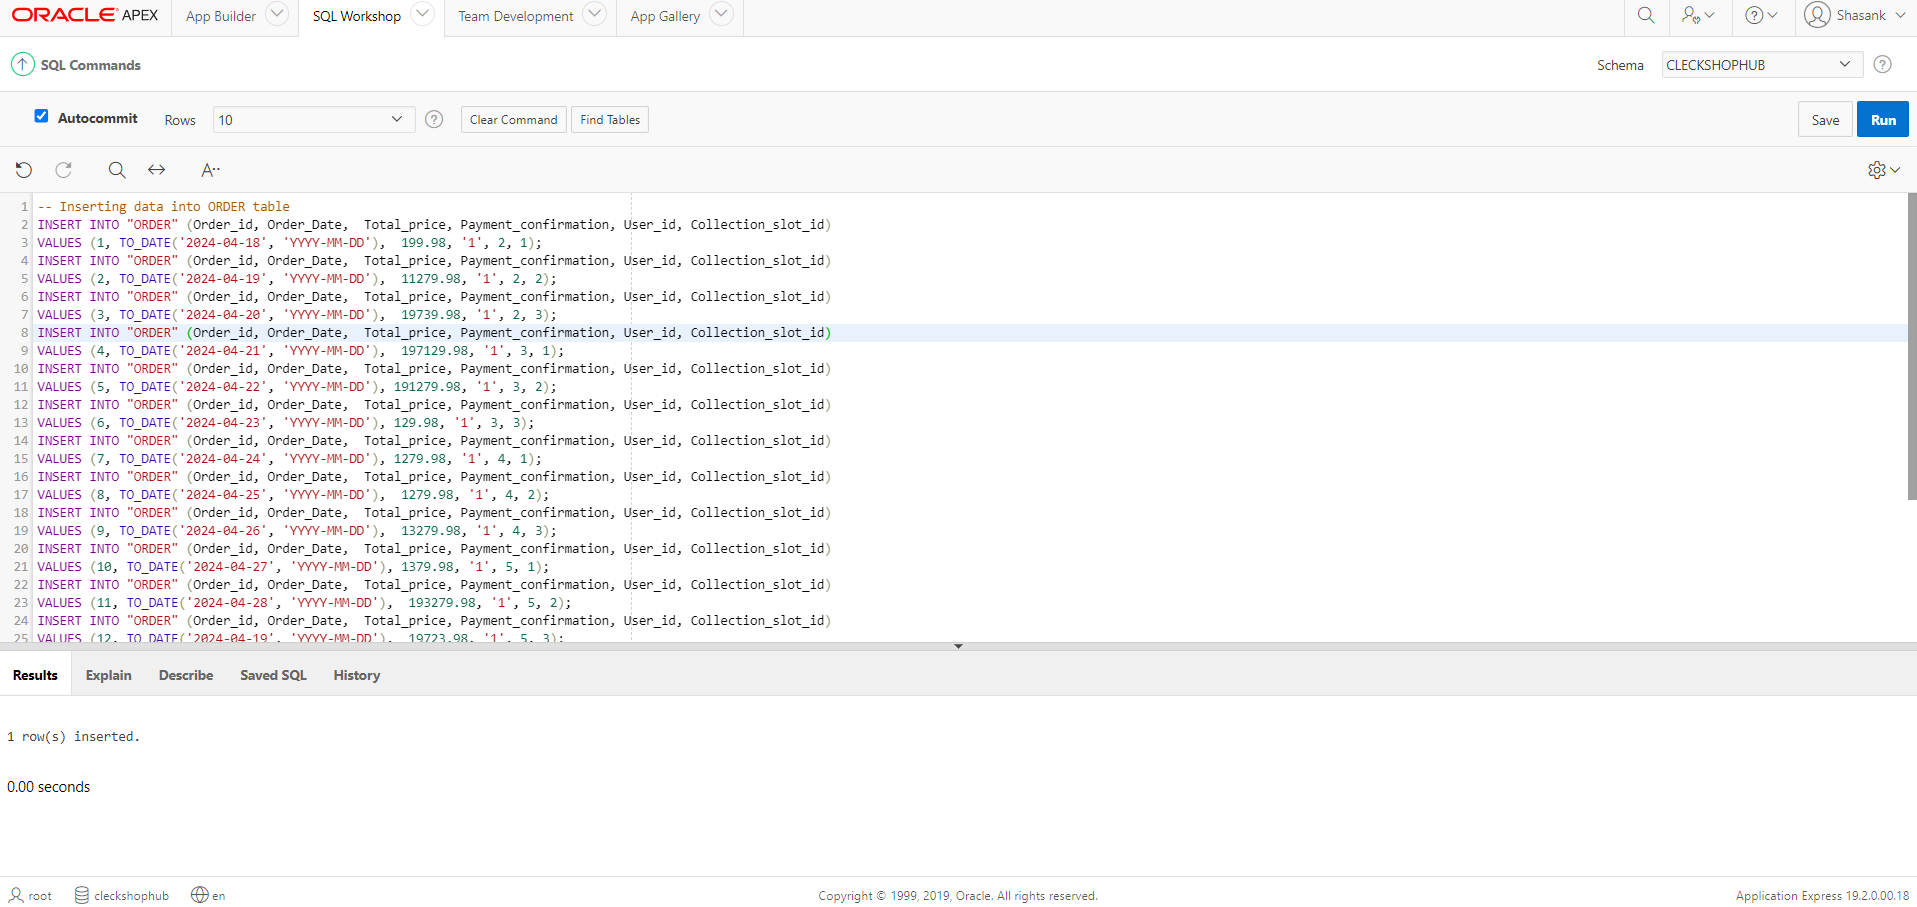 ORACLE APEX App Builder SQL Workshop Team Development App Gallery Shasank
SQL Commands Schema CLECKSHOPHUB
Autocommit Rows 10 Clear Command Find Tables Save Run
A
1 -- Inserting data into ORDER table
2 INSERT INTO "ORDER" (Order_id, Order_Date,  Total_price, Payment_confirmation, User_id, Collection_slot_id)
3 VALUES (1, TO_DATE('2024-04-18', 'YYYY-MM-DD'),  199.98, '1', 2, 1);
4 INSERT INTO "ORDER" (Order_id, Order_Date,  Total_price, Payment_confirmation, User_id, Collection_slot_id)
5 VALUES (2, TO_DATE('2024-04-19', 'YYYY-MM-DD'),  11279.98, '1', 2, 2);
6 INSERT INTO "ORDER" (Order_id, Order_Date,  Total_price, Payment_confirmation, User_id, Collection_slot_id)
7 VALUES (3, TO_DATE('2024-04-20', 'YYYY-MM-DD'),  19739.98, '1', 2, 3);
8 INSERT INTO "ORDER" (Order_id, Order_Date,  Total_price, Payment_confirmation, User_id, Collection_slot_id)
9 VALUES (4, TO_DATE('2024-04-21', 'YYYY-MM-DD'),  197129.98, '1', 3, 1);
10 INSERT INTO "ORDER" (Order_id, Order_Date,  Total_price, Payment_confirmation, User_id, Collection_slot_id)
11 VALUES (5, TO_DATE('2024-04-22', 'YYYY-MM-DD'), 191279.98, '1', 3, 2);
12 INSERT INTO "ORDER" (Order_id, Order_Date,  Total_price, Payment_confirmation, User_id, Collection_slot_id)
13 VALUES (6, TO_DATE('2024-04-23', 'YYYY-MM-DD'), 129.98, '1', 3, 3);
14 INSERT INTO "ORDER" (Order_id, Order_Date,  Total_price, Payment_confirmation, User_id, Collection_slot_id)
15 VALUES (7, TO_DATE('2024-04-24', 'YYYY-MM-DD'), 1279.98, '1', 4, 1);
16 INSERT INTO "ORDER" (Order_id, Order_Date,  Total_price, Payment_confirmation, User_id, Collection_slot_id)
17 VALUES (8, TO_DATE('2024-04-25', 'YYYY-MM-DD'),  1279.98, '1', 4, 2);
18 INSERT INTO "ORDER" (Order_id, Order_Date,  Total_price, Payment_confirmation, User_id, Collection_slot_id)
19 VALUES (9, TO_DATE('2024-04-26', 'YYYY-MM-DD'),  13279.98, '1', 4, 3);
20 INSERT INTO "ORDER" (Order_id, Order_Date,  Total_price, Payment_confirmation, User_id, Collection_slot_id)
21 VALUES (10, TO_DATE('2024-04-27', 'YYYY-MM-DD'), 1379.98, '1', 5, 1);
22 INSERT INTO "ORDER" (Order_id, Order_Date,  Total_price, Payment_confirmation, User_id, Collection_slot_id)
23 VALUES (11, TO_DATE('2024-04-28', 'YYYY-MM-DD'),  193279.98, '1', 5, 2);
24 INSERT INTO "ORDER" (Order_id, Order_Date,  Total_price, Payment_confirmation, User_id, Collection_slot_id)
25 VALUES (12, TO_DATE('2024-04-19', 'YYYY-MM-DD'),  19723.98, '1', 5, 3);
Results Explain Describe Saved SQL History
1 row(s) inserted.
0.00 seconds
root cleckshophub en Copyright © 1999, 2019, Oracle. All rights reserved. Application Express 19.2.0.00.18